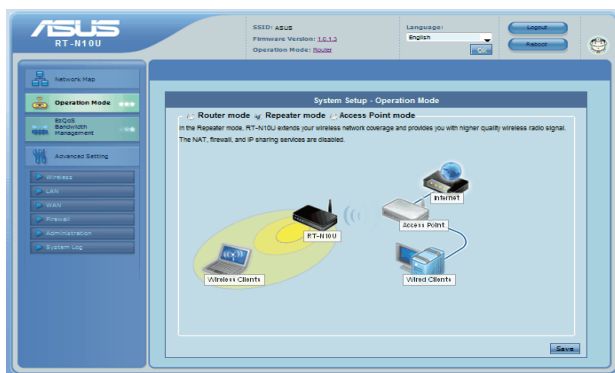 ASUS
RT-N10U
SSID: ASUS
Firmware Version: 1.0.1.3
Operation Mode: Router
Language:
English
Logout
Reboot
Network Map
Operation Mode
EzQoS
Bandwidth
Management
Advanced Setting
Wireless
LAN
WAN
Firewall
Administration
System Log
System Setup - Operation Mode
Router mode Repeater mode Access Point mode
In the Repeater mode, RT-N10U extends your wireless network coverage and provides you with higher quality wireless radio signal.
The NAT, firewall, and IP sharing services are disabled.
Internet
Access Point
RT-N10U
Wireless Clients
Wired Clients
Save